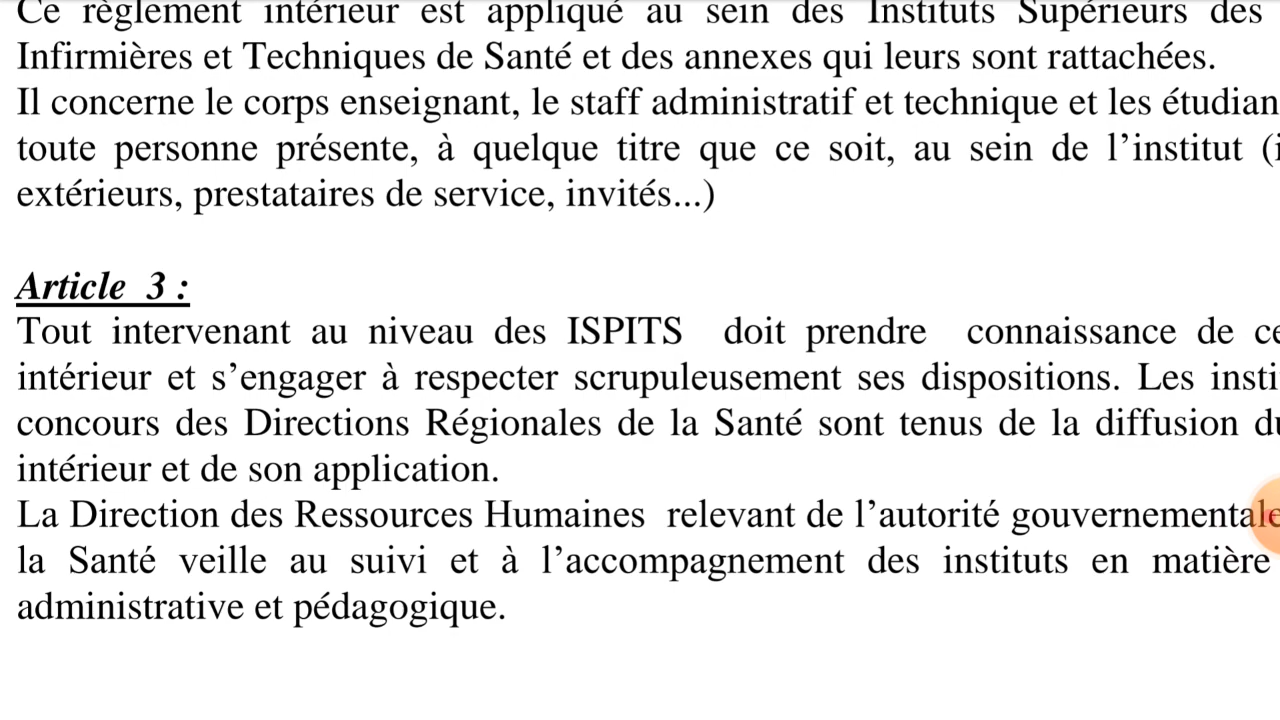 Ce règlement intérieur est appliqué au sein des Instituts Supérieurs des
Infirmières et Techniques de Santé et des annexes qui leurs sont rattachées.
Il concerne le corps enseignant, le staff administratif et technique et les
toute personne présente, à quelque titre que ce soit, au sein de l’institut
extérieurs, prestataires de service, invités...)
Article 3 :
Tout intervenant au niveau des ISPITS doit prendre connaissance de
intérieur et s’engager à respecter scrupuleusement ses dispositions. Les
concours des Directions Régionales de la Santé sont tenus de la diffusion
intérieur et de son application.
La Direction des Ressources Humaines relevant de l’autorité gouvernementale
la Santé veille au suivi et à l’accompagnement des instituts en matière
administrative et pédagogique.